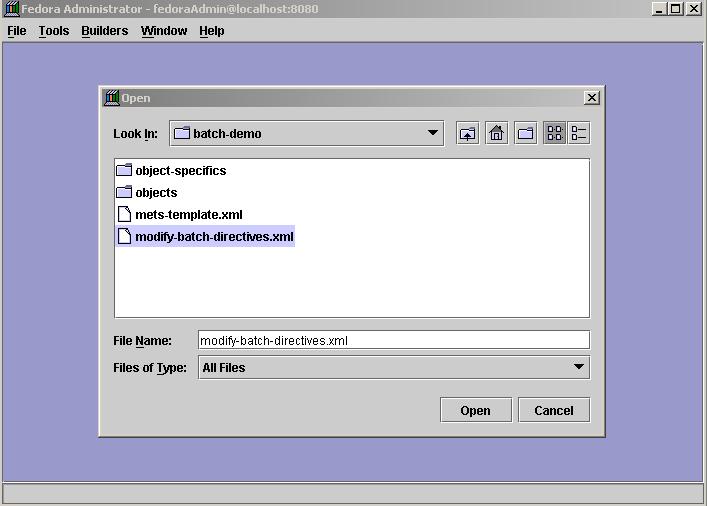 Fedora Administrator - fedoraAdmin@localhost:8080
File Tools Builders Window Help
Open
Look In: batch-demo
object-specifics
objects
mets-template.xml
modify-batch-directives.xml
File Name: modify-batch-directives.xml
Files of Type: All Files
Open Cancel